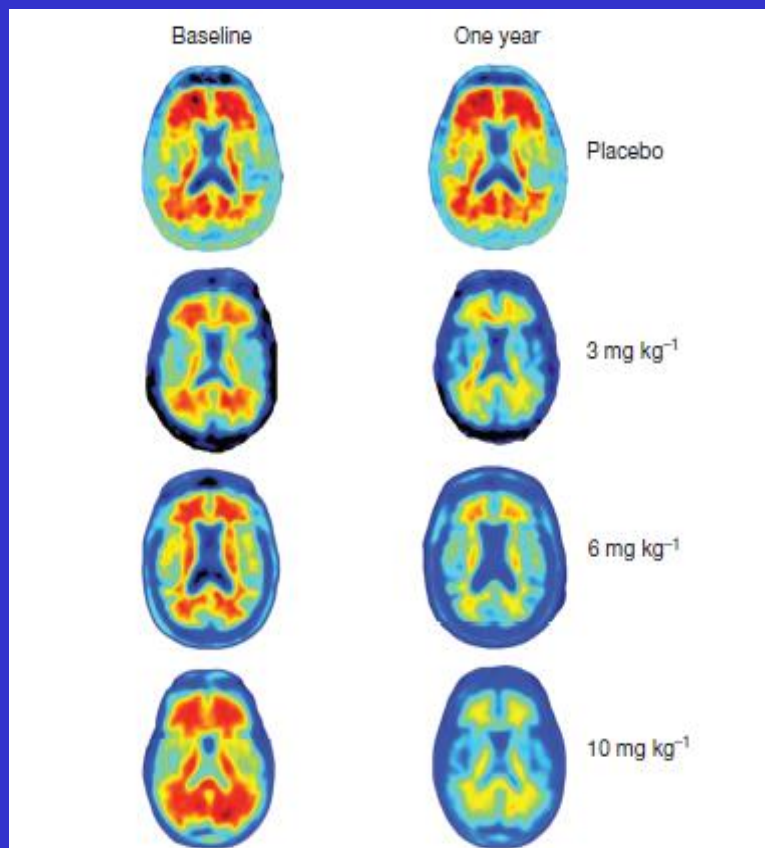 Baseline One year
Placebo
3 mg kg⁻¹
6 mg kg⁻¹
10 mg kg⁻¹